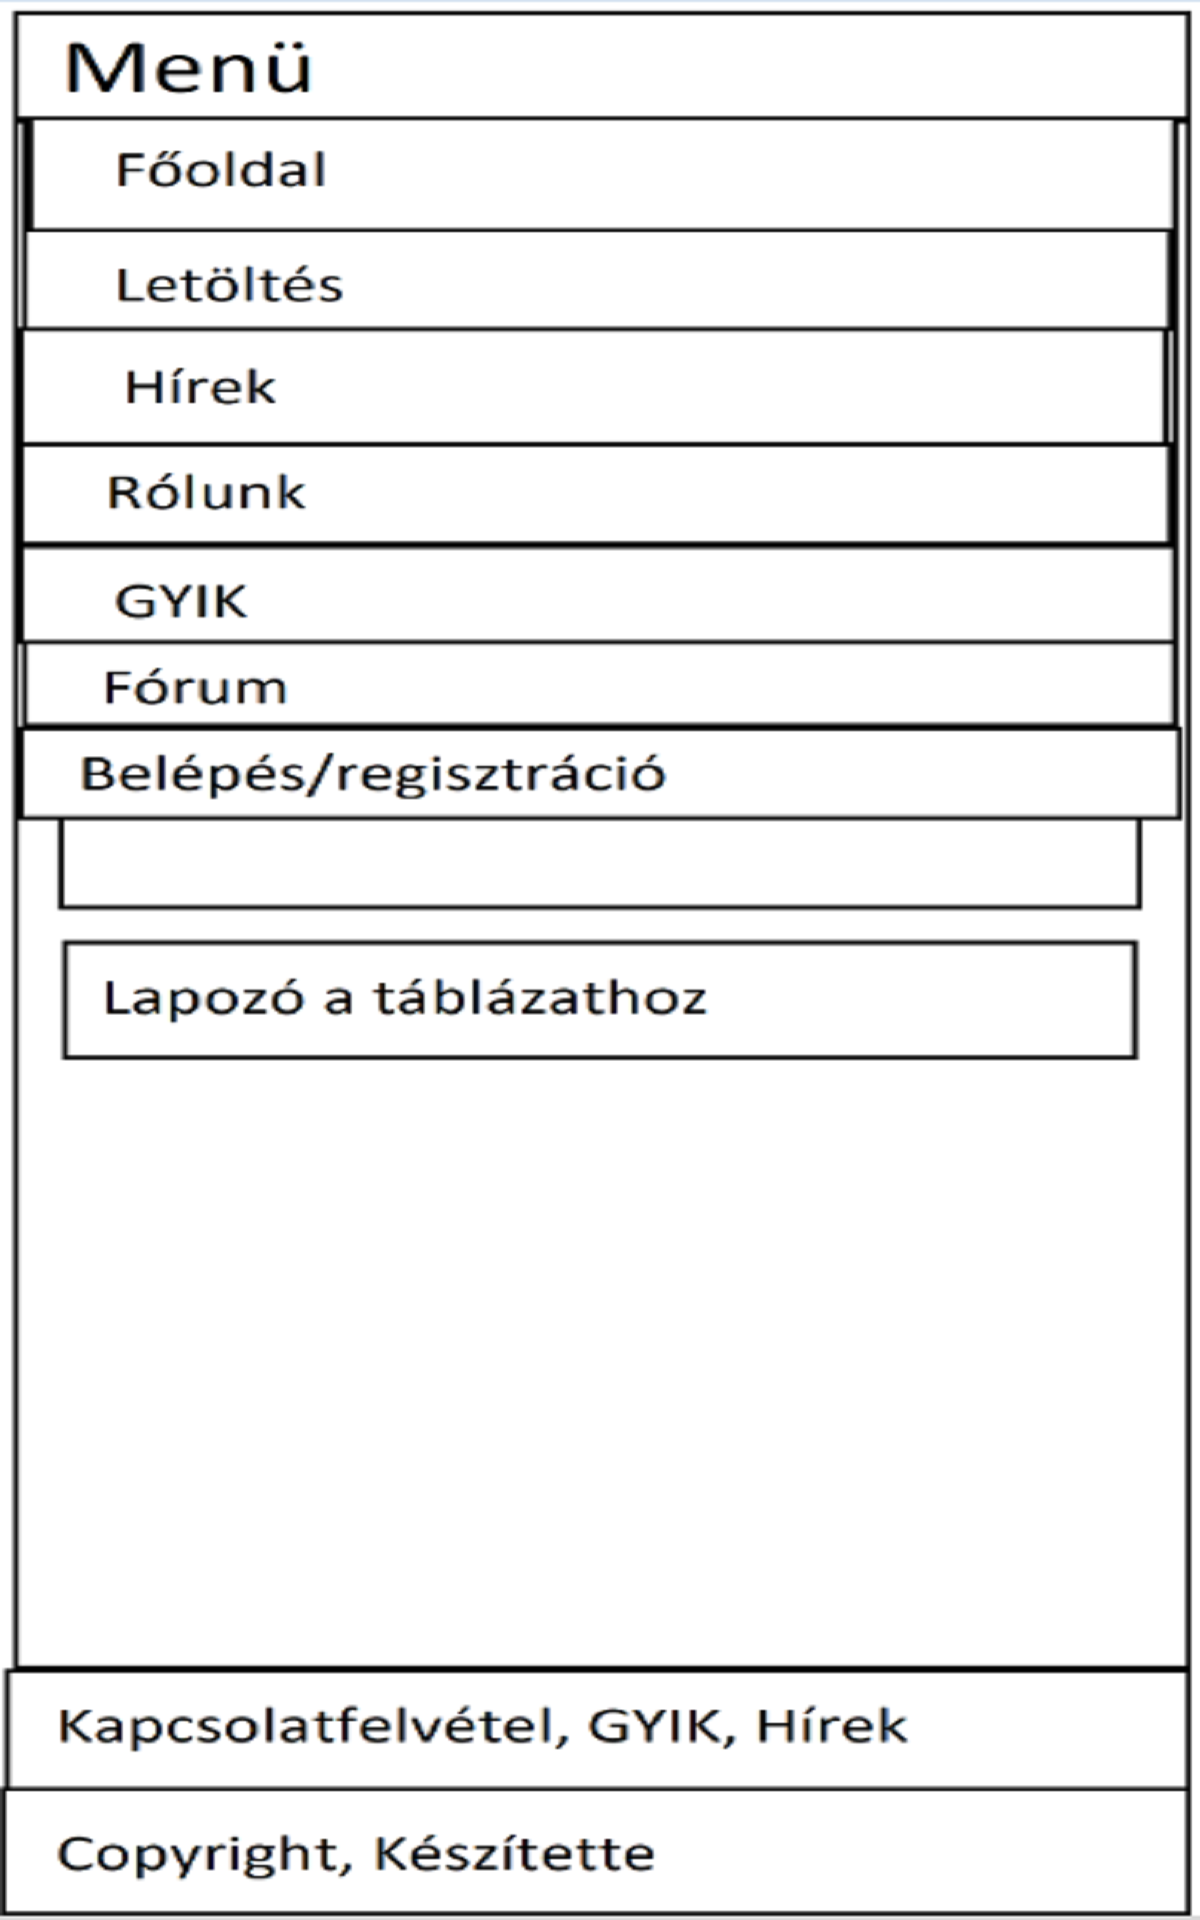 Menü
Főoldal
Letöltés
Hírek
Rólunk
GYIK
Fórum
Belépés/regisztráció
Lapozó a táblázathoz
Kapcsolatfelvétel, GYIK, Hírek
Copyright, Készítette